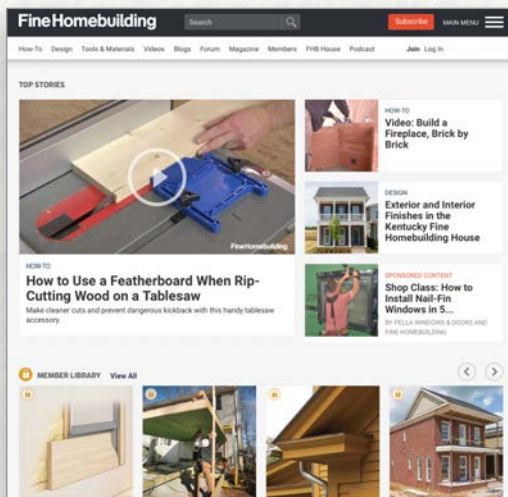 FineHomebuilding
Search
Subscribe
MAIN MENU
How-To Design Tools & Materials Videos Blogs Forum Magazine Members FHB House Podcast Join Log In
TOP STORIES
FineHomebuilding
HOW-TO
How to Use a Featherboard When Rip-
Cutting Wood on a Tablesaw
Make cleaner cuts and prevent dangerous kickback with this handy tablesaw
accessory.
HOW-TO
Video: Build a
Fireplace, Brick by
Brick
DESIGN
Exterior and Interior
Finishes in the
Kentucky Fine
Homebuilding House
SPONSORED CONTENT
Shop Class: How to
Install Nail-Fin
Windows in 5...
BY PELLA WINDOWS & DOORS AND
FINE HOMEBUILDING
MEMBER LIBRARY View All